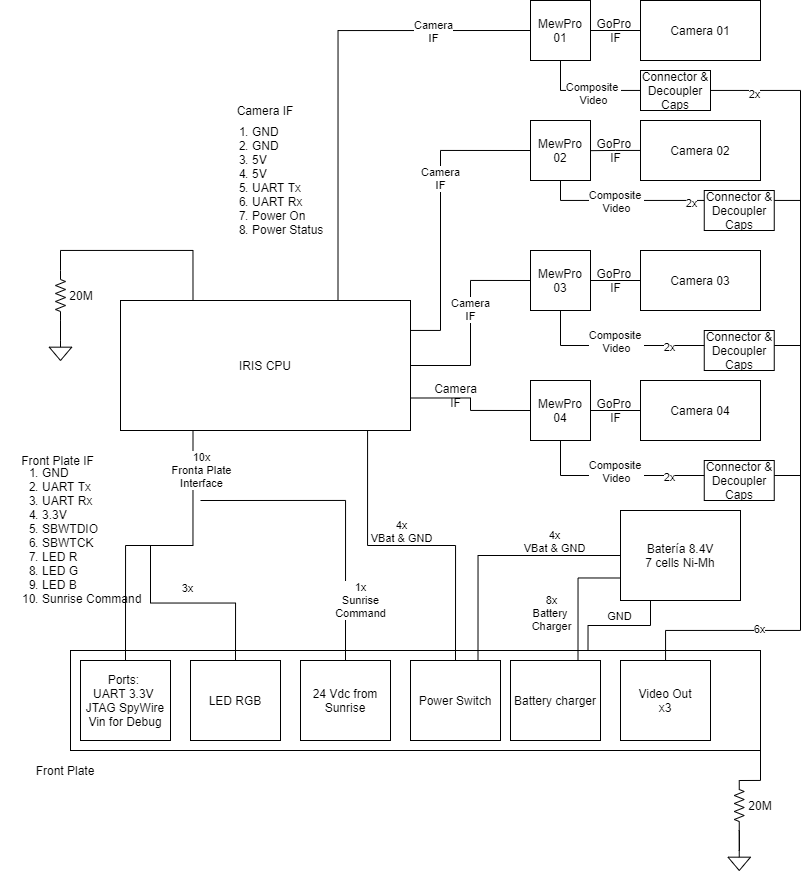 MewPro
01
GoPro
IF
Camera 01
Camera
IF
Composite
Video
Connector &
Decoupler
Caps
2x
Camera IF
1. GND
2. GND
3. 5V
4. 5V
5. UART Tx
6. UART Rx
7. Power On
8. Power Status
MewPro
02
GoPro
IF
Camera 02
Camera
IF
Composite
Video
2x
Connector &
Decoupler
Caps
20M
MewPro
03
GoPro
IF
Camera 03
Camera
IF
Composite
Video
2x
Connector &
Decoupler
Caps
IRIS CPU
MewPro
04
GoPro
IF
Camera 04
Camera
IF
Composite
Video
2x
Connector &
Decoupler
Caps
Front Plate IF
1. GND
2. UART Tx
3. UART Rx
4. 3.3V
5. SBWTDIO
6. SBWTCK
7. LED R
8. LED G
9. LED B
10. Sunrise Command
10x
Fronta Plate
Interface
3x
1x
Sunrise
Command
4x
VBat & GND
4x
VBat & GND
8x
Battery
Charger
GND
Batería 8.4V
7 cells Ni-Mh
6x
Ports:
UART 3.3V
JTAG SpyWire
Vin for Debug
LED RGB
24 Vdc from
Sunrise
Power Switch
Battery charger
Video Out
x3
Front Plate
20M